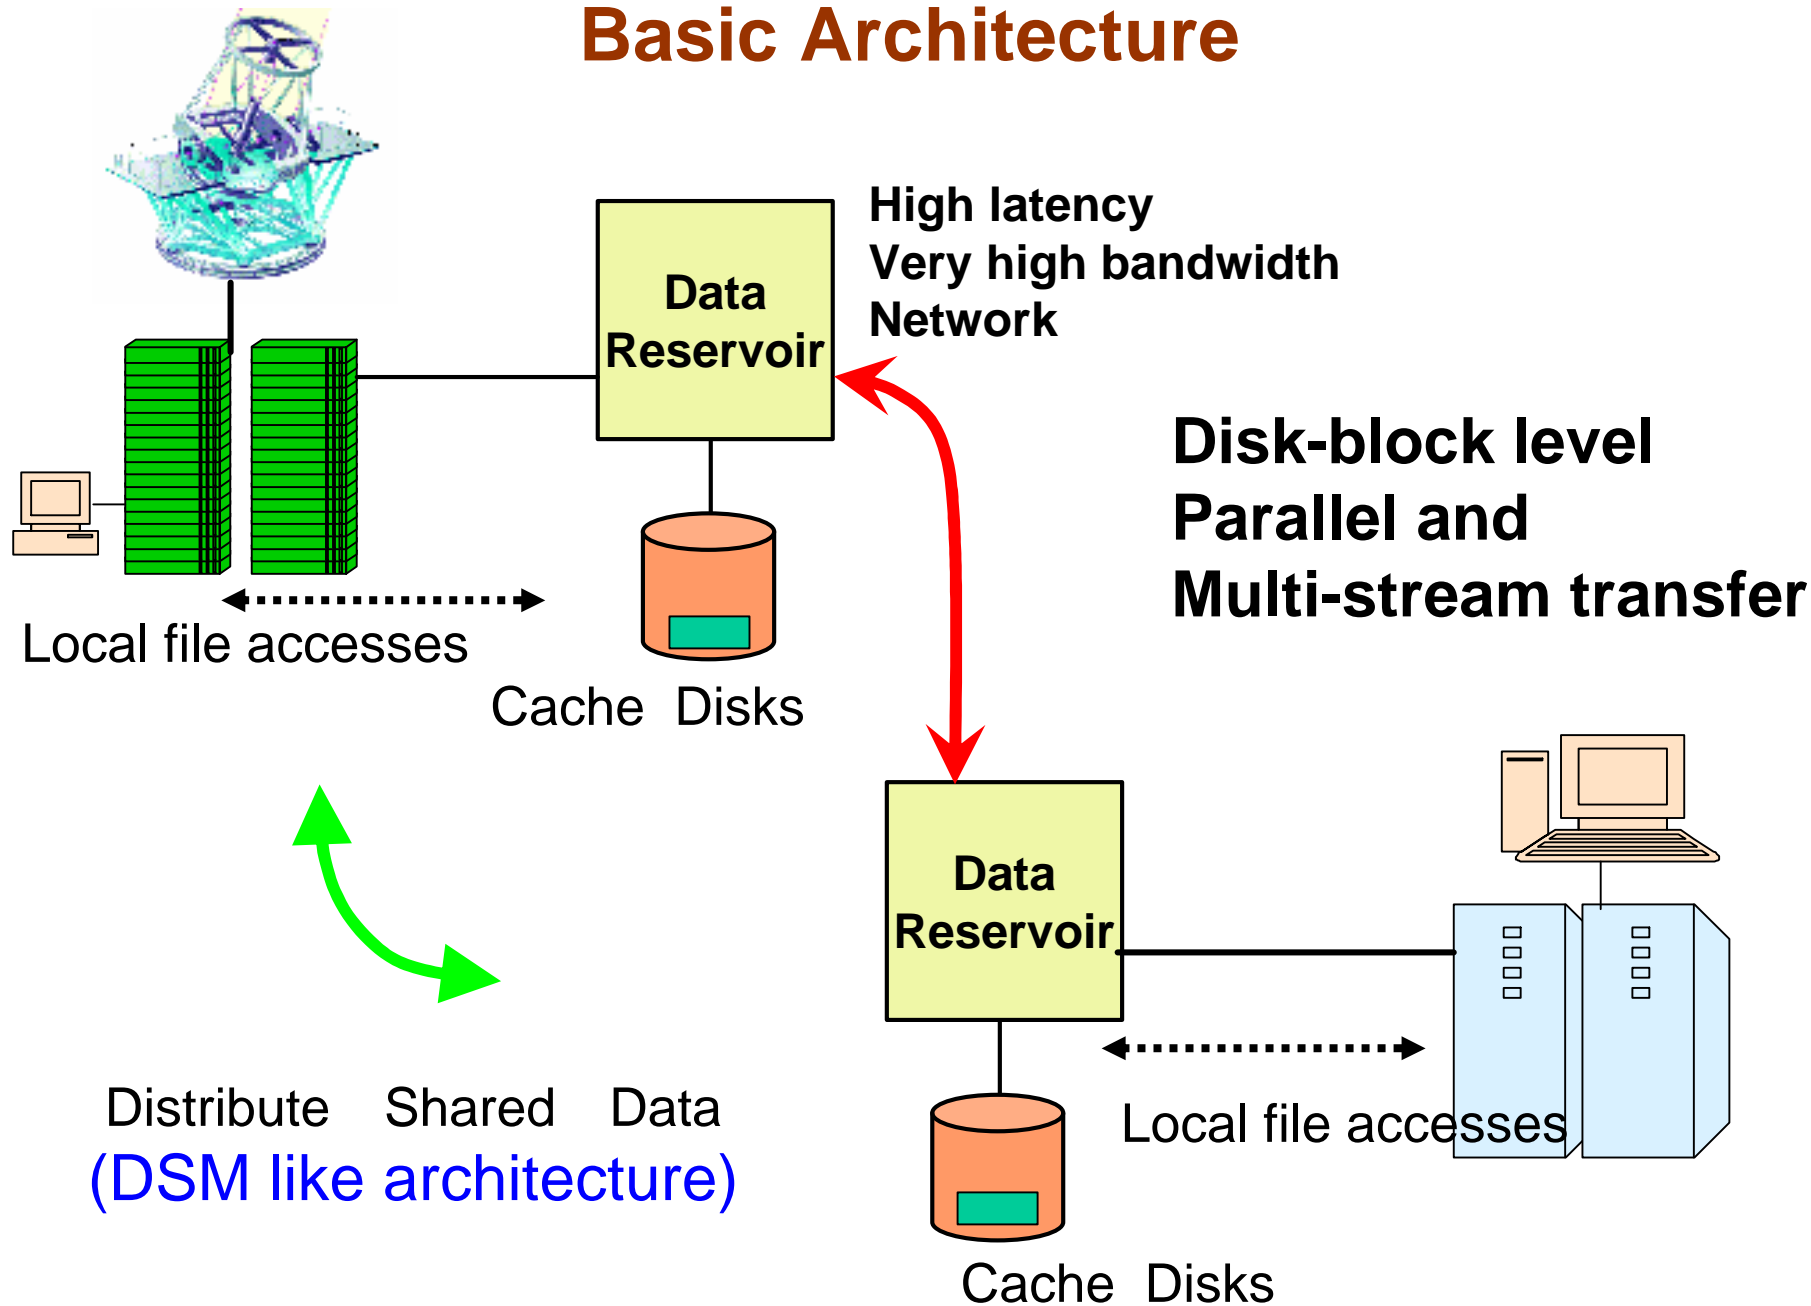 Basic Architecture
High latency
Very high bandwidth
Network
Data
Reservoir
Disk-block level
Parallel and
Multi-stream transfer
Local file accesses
Cache Disks
Data
Reservoir
Distribute Shared Data
(DSM like architecture)
Local file accesses
Cache Disks